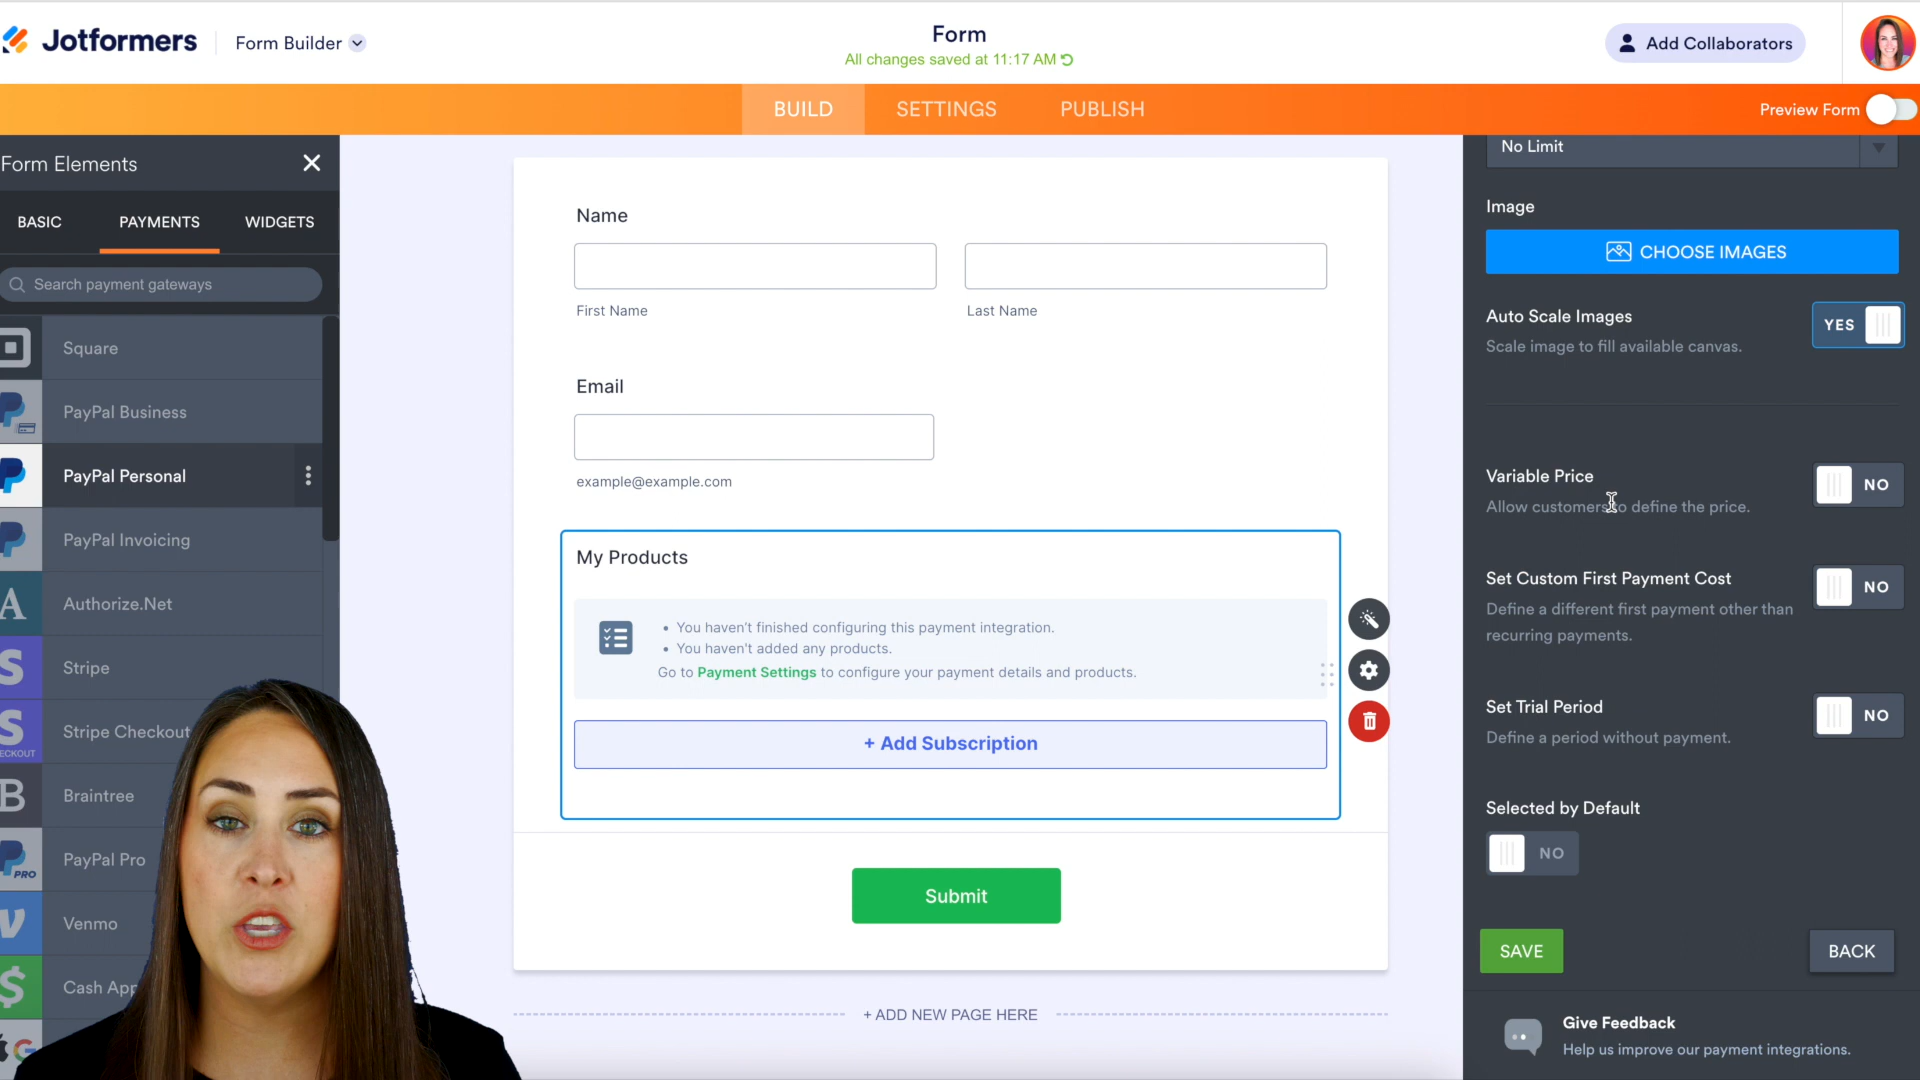 Jotformers
Form Builder
Form
All changes saved at 11:17 AM
Add Collaborators
BUILD
SETTINGS
PUBLISH
Preview Form
Form Elements
BASIC
PAYMENTS
WIDGETS
Search payment gateways
Square
PayPal Business
PayPal Personal
PayPal Invoicing
Authorize.Net
Stripe
Stripe Checkout
Braintree
PayPal Pro
PRO
Venmo
Cash App
Name
First Name
Last Name
Email
example@example.com
My Products
You haven't finished configuring this payment integration.
You haven't added any products.
Go to Payment Settings to configure your payment details and products.
+ Add Subscription
Submit
+ ADD NEW PAGE HERE
No Limit
Image
CHOOSE IMAGES
Auto Scale Images
YES
Scale image to fill available canvas.
Variable Price
NO
Allow customers to define the price.
Set Custom First Payment Cost
NO
Define a different first payment other than
recurring payments.
Set Trial Period
NO
Define a period without payment.
Selected by Default
NO
SAVE
BACK
Give Feedback
Help us improve our payment integrations.